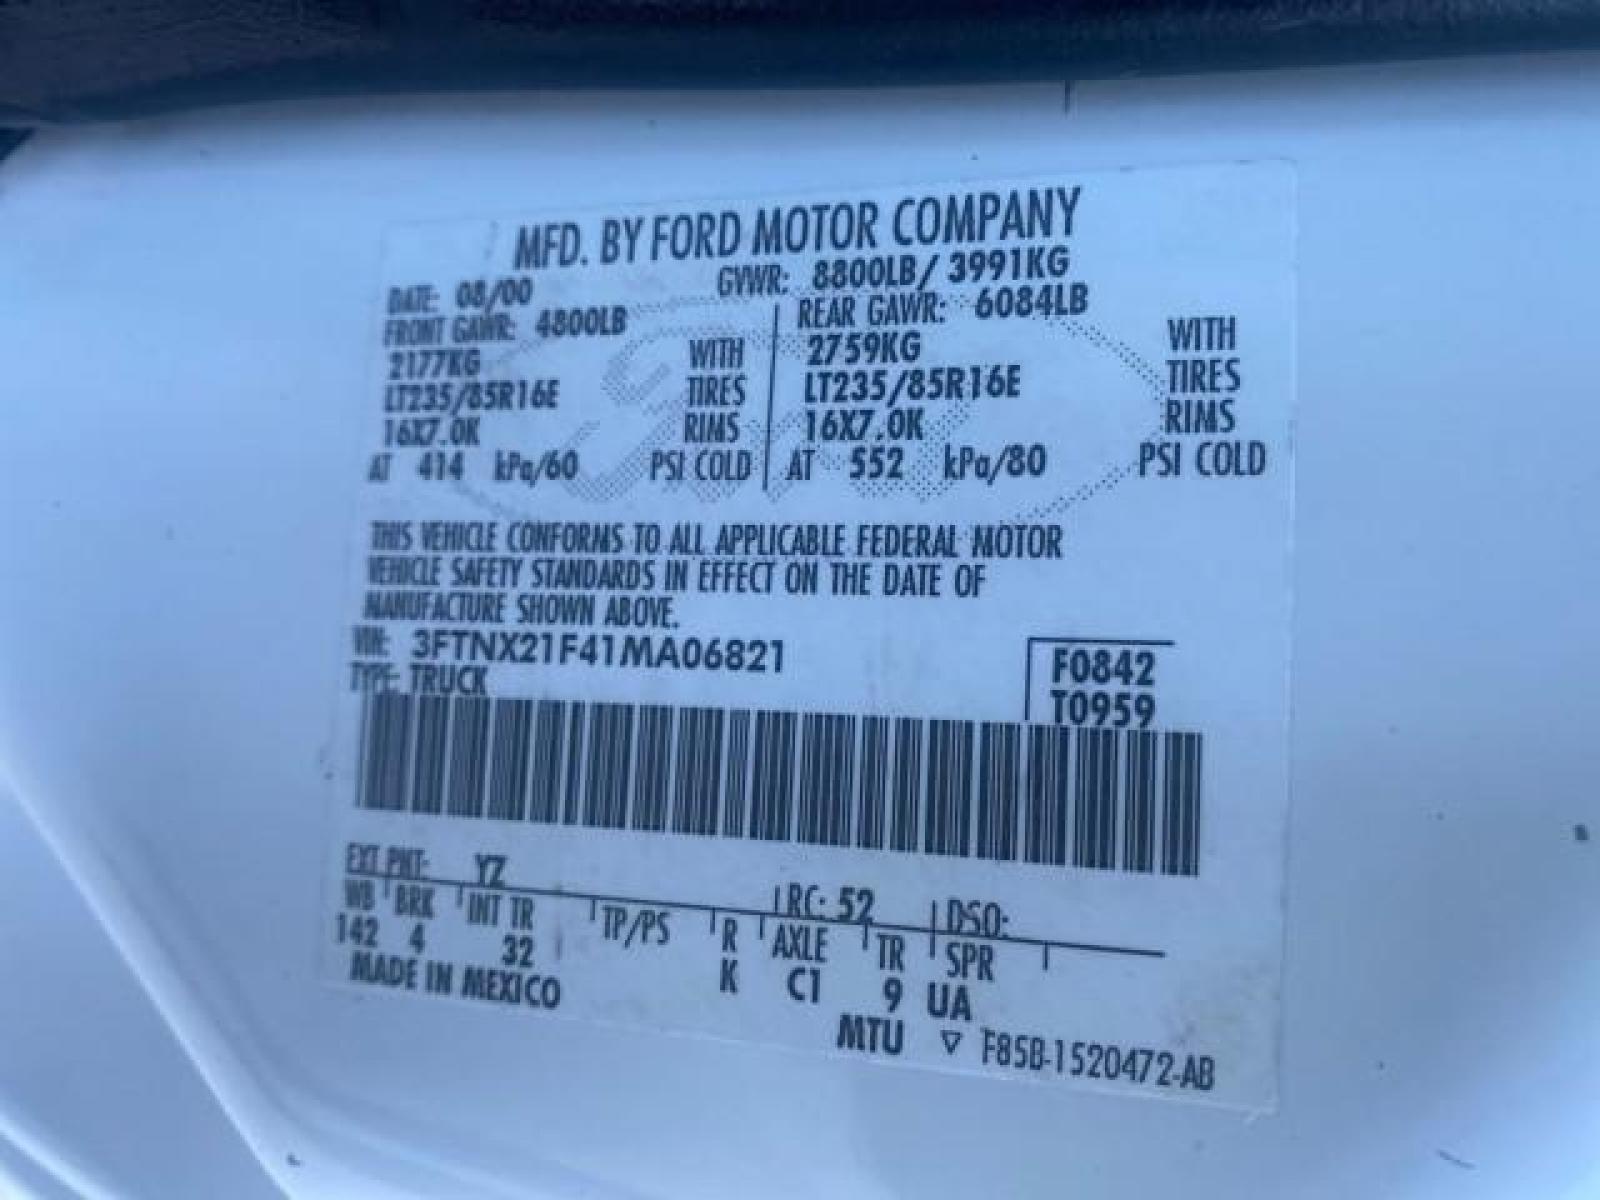 MFD. BY FORD MOTOR COMPANY
DATE: 08/00 GVWR: 8800LB/ 3991KG
FRONT GAWR: 4800LB REAR GAWR: 6084LB
2177KG WITH 2759KG WITH
LT235/85R16E TIRES LT235/85R16E TIRES
16X7.0K RIMS 16X7.0K RIMS
AT 414 kPa/60 PSI COLD AT 552 kPa/80 PSI COLD
THIS VEHICLE CONFORMS TO ALL APPLICABLE FEDERAL MOTOR
VEHICLE SAFETY STANDARDS IN EFFECT ON THE DATE OF
MANUFACTURE SHOWN ABOVE.
VIN: 3FTNX21F41MA06821 F0842
TYPE: TRUCK T0959
EXT PNT: YZ RC: 52 DSO:
WB BRK INT TR TP/PS R AXLE TR SPR
142 4 32 K C1 9 UA
MADE IN MEXICO
MTU ▽ F85B-1520472-AB